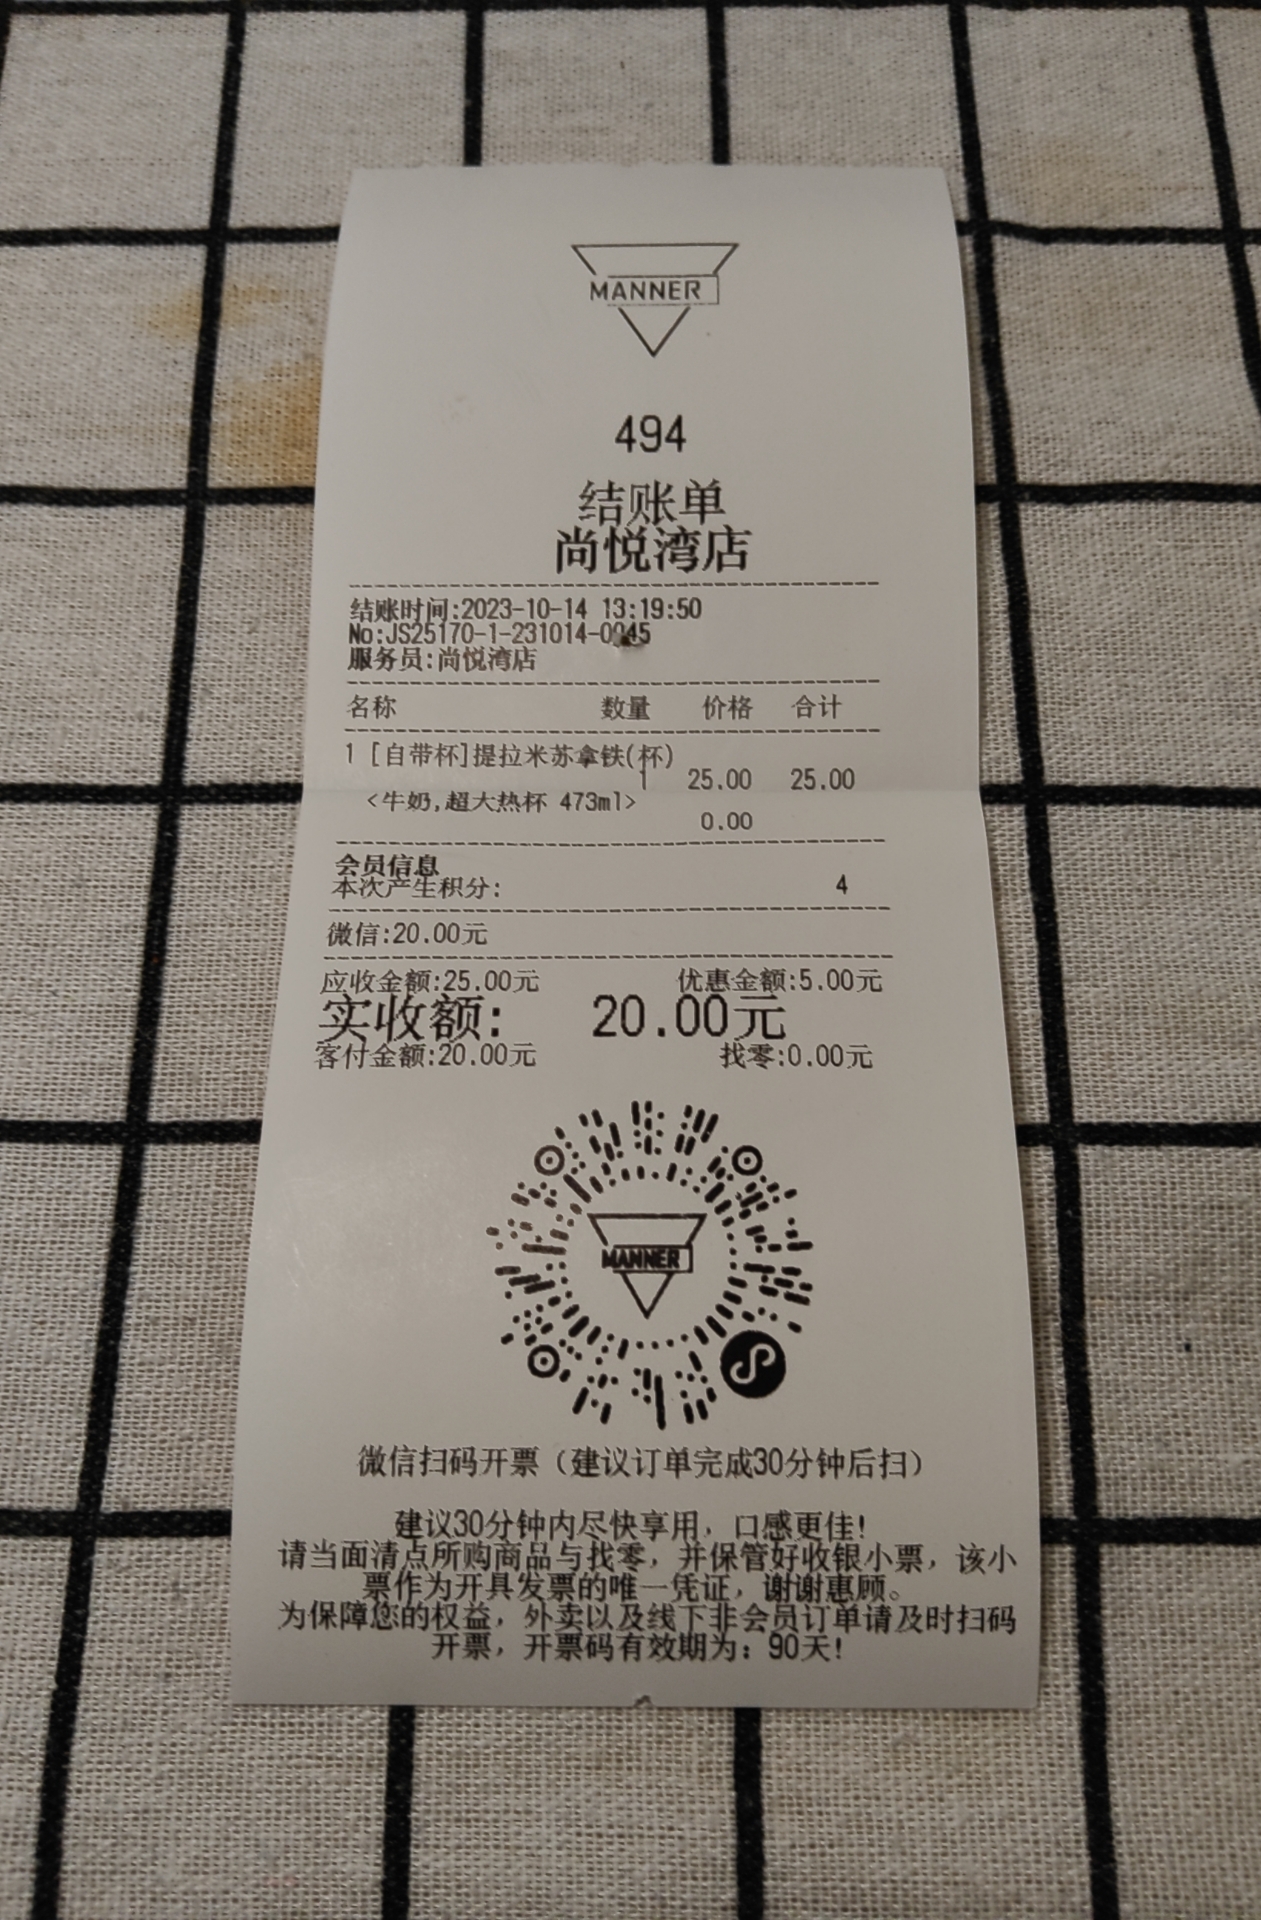 MANNER
494
结账单
尚悦湾店
结账时间:2023-10-14 13:19:50
No:JS25170-1-231014-0045
服务员:尚悦湾店
名称 数量 价格 合计
1 [自带杯]提拉米苏拿铁(杯)
1 25.00 25.00
<牛奶,超大热杯 473ml>
0.00
会员信息
本次产生积分: 4
微信:20.00元
应收金额:25.00元 优惠金额:5.00元
实收额: 20.00元
客付金额:20.00元 找零:0.00元
MANNER
微信扫码开票（建议订单完成30分钟后扫）
建议30分钟内尽快享用，口感更佳!
请当面清点所购商品与找零，并保管好收银小票，该小
票作为开具发票的唯一凭证，谢谢惠顾。
为保障您的权益，外卖以及线下非会员订单请及时扫码
开票，开票码有效期为：90天!